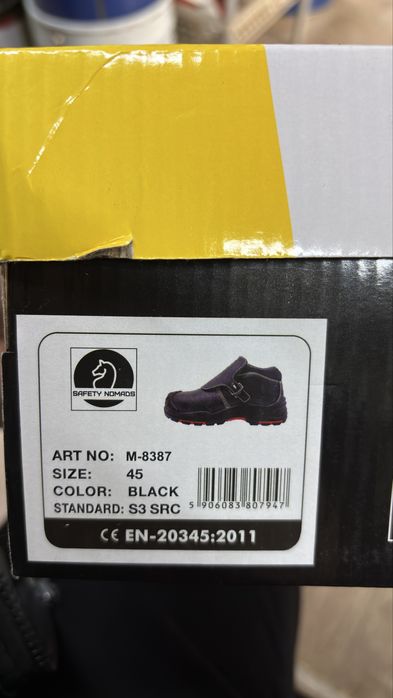 SAFETY NOMADS
ART NO: M-8387
SIZE: 45
COLOR: BLACK
STANDARD: S3 SRC
5 906083 807947
CE EN-20345:2011